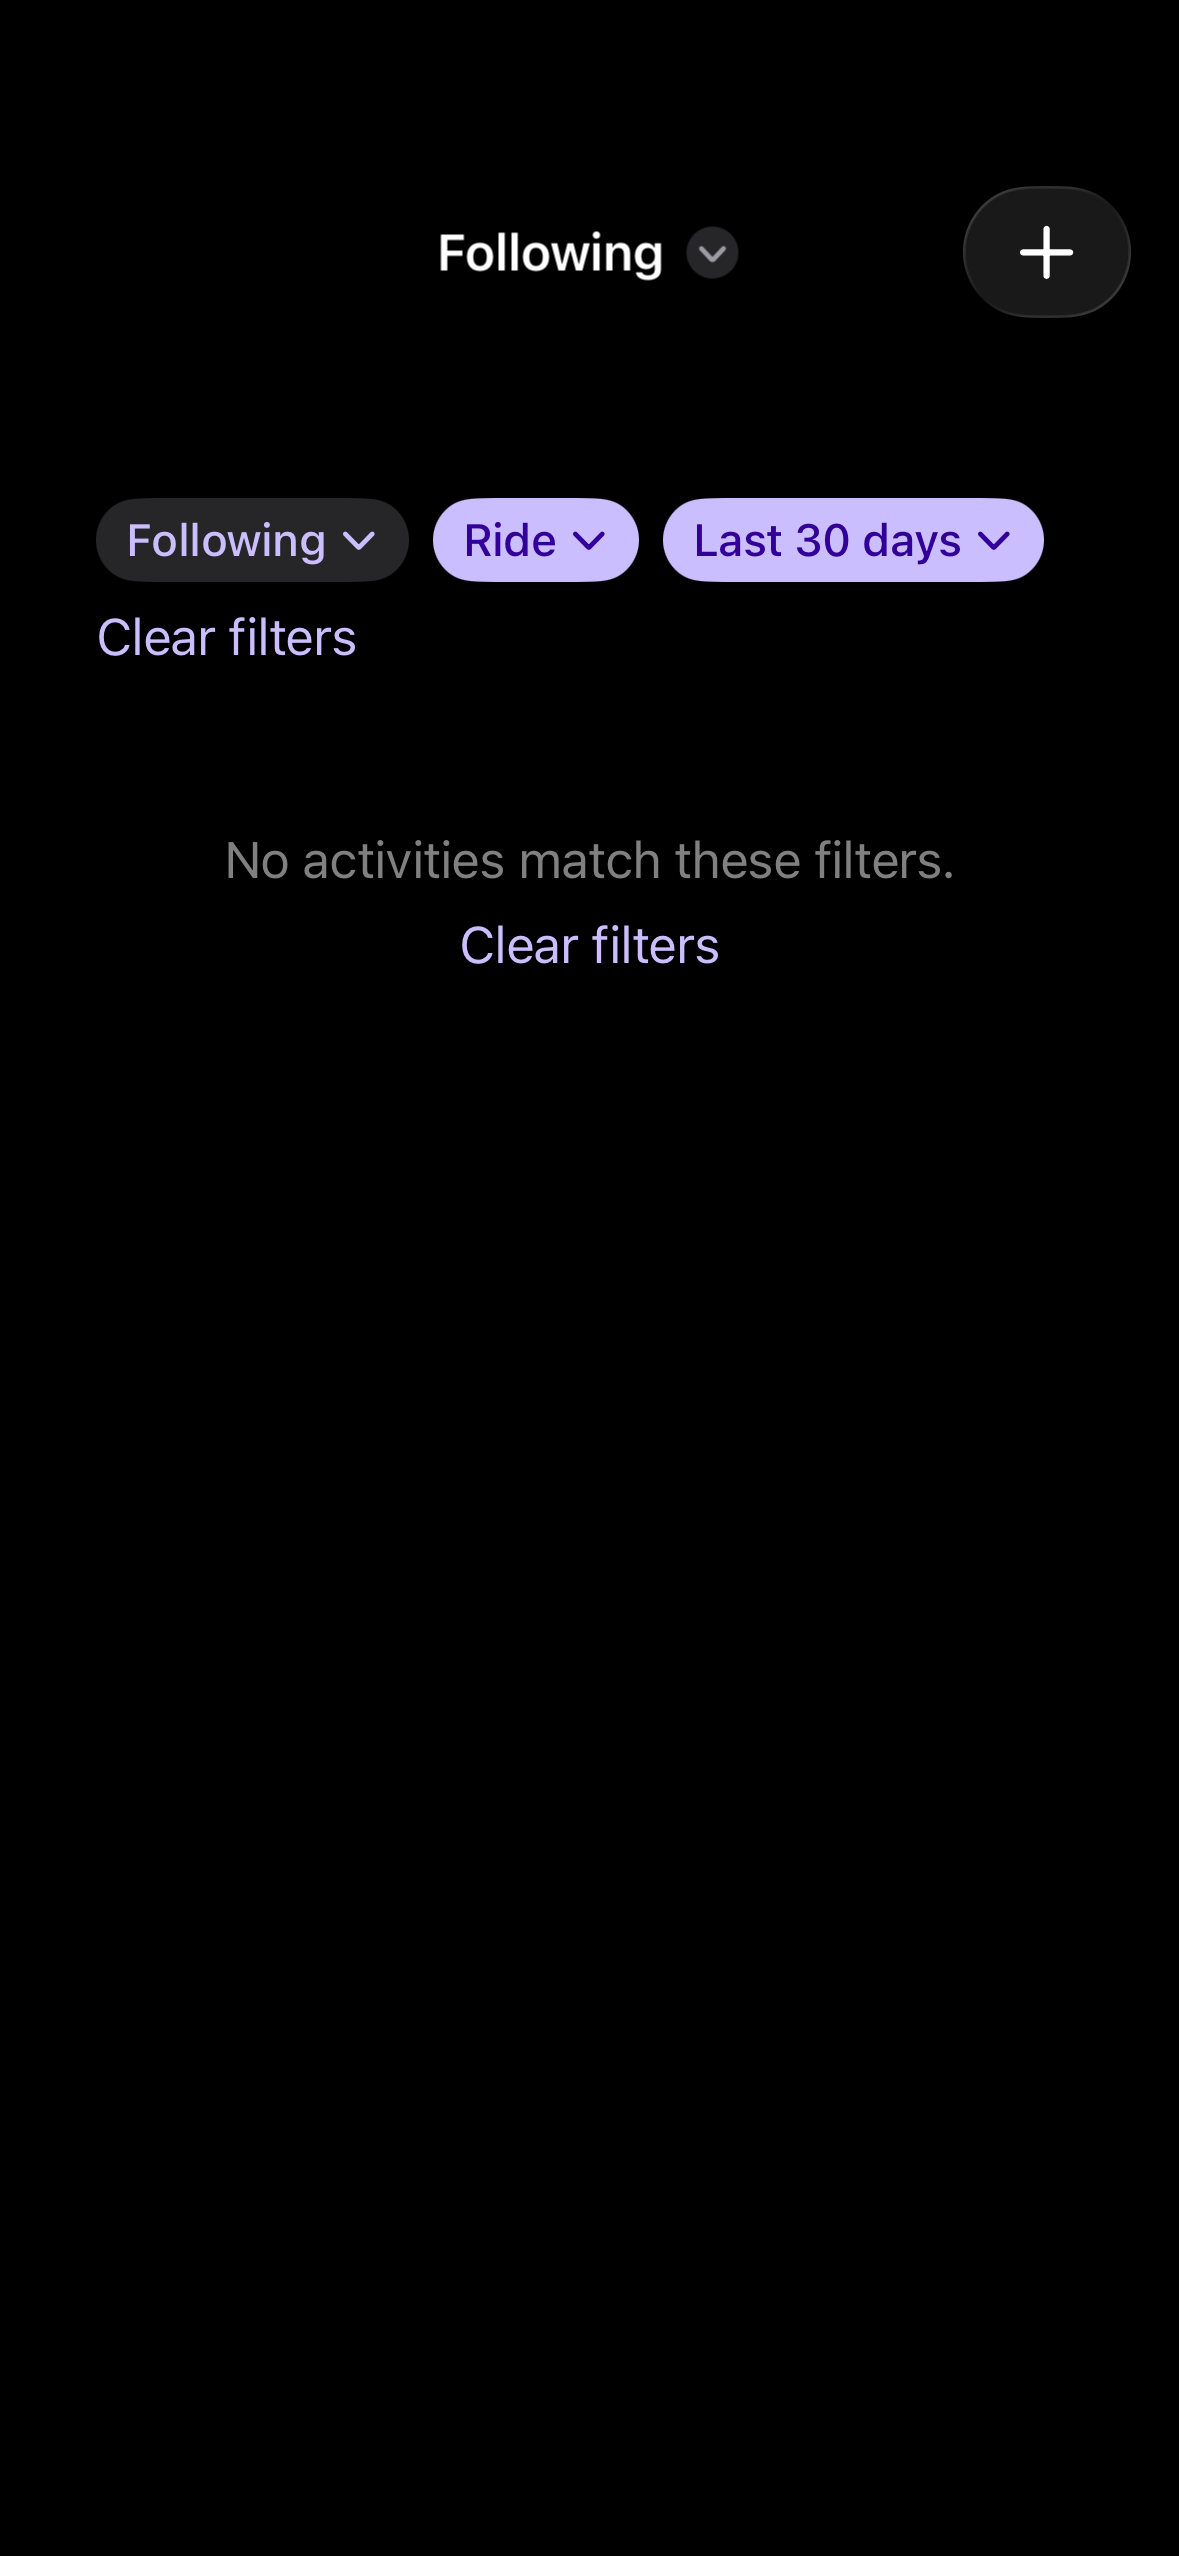 Following
Following Ride Last 30 days
Clear filters
No activities match these filters.
Clear filters